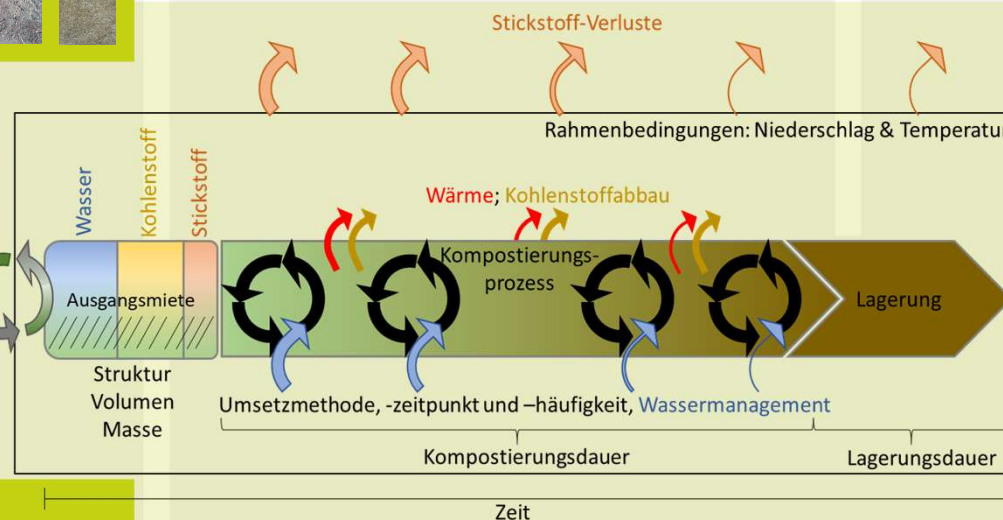 Stickstoff-Verluste
Rahmenbedingungen: Niederschlag & Temperatur
Wasser
Kohlenstoff
Stickstoff
Wärme; Kohlenstoffabbau
Ausgangsmiete
Kompostierungs-
prozess
Lagerung
Struktur
Volumen
Masse
Umsetzmethode, -zeitpunkt und –häufigkeit, Wassermanagement
Kompostierungsdauer
Lagerungsdauer
Zeit